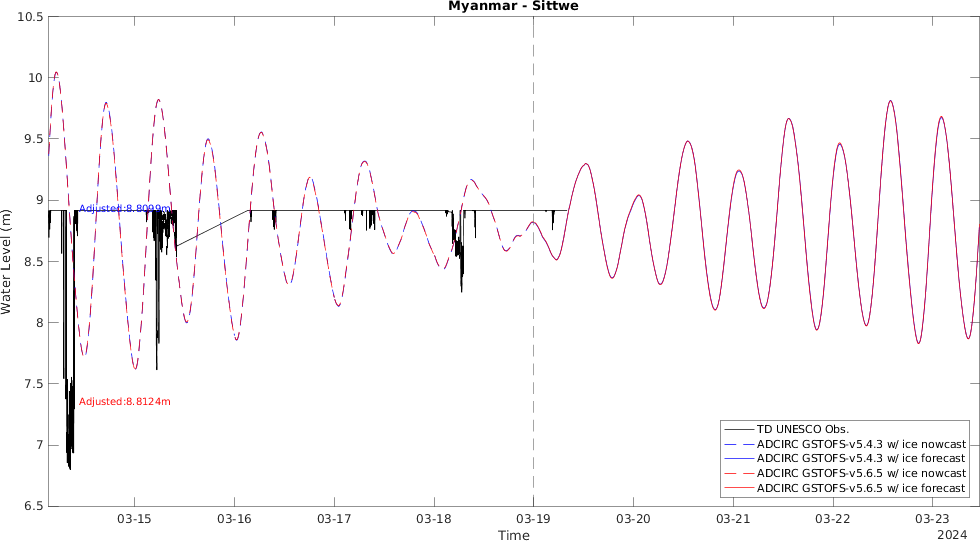 Myanmar - Sittwe
10.5
10
9.5
9
8.5
8
7.5
7
6.5
Water Level (m)
Adjusted:8.8099m
Adjusted:8.8124m
TD UNESCO Obs.
ADCIRC GSTOFS-v5.4.3 w/ ice nowcast
ADCIRC GSTOFS-v5.4.3 w/ ice forecast
ADCIRC GSTOFS-v5.6.5 w/ ice nowcast
ADCIRC GSTOFS-v5.6.5 w/ ice forecast
03-15 03-16 03-17 03-18 03-19 03-20 03-21 03-22 03-23
Time
2024